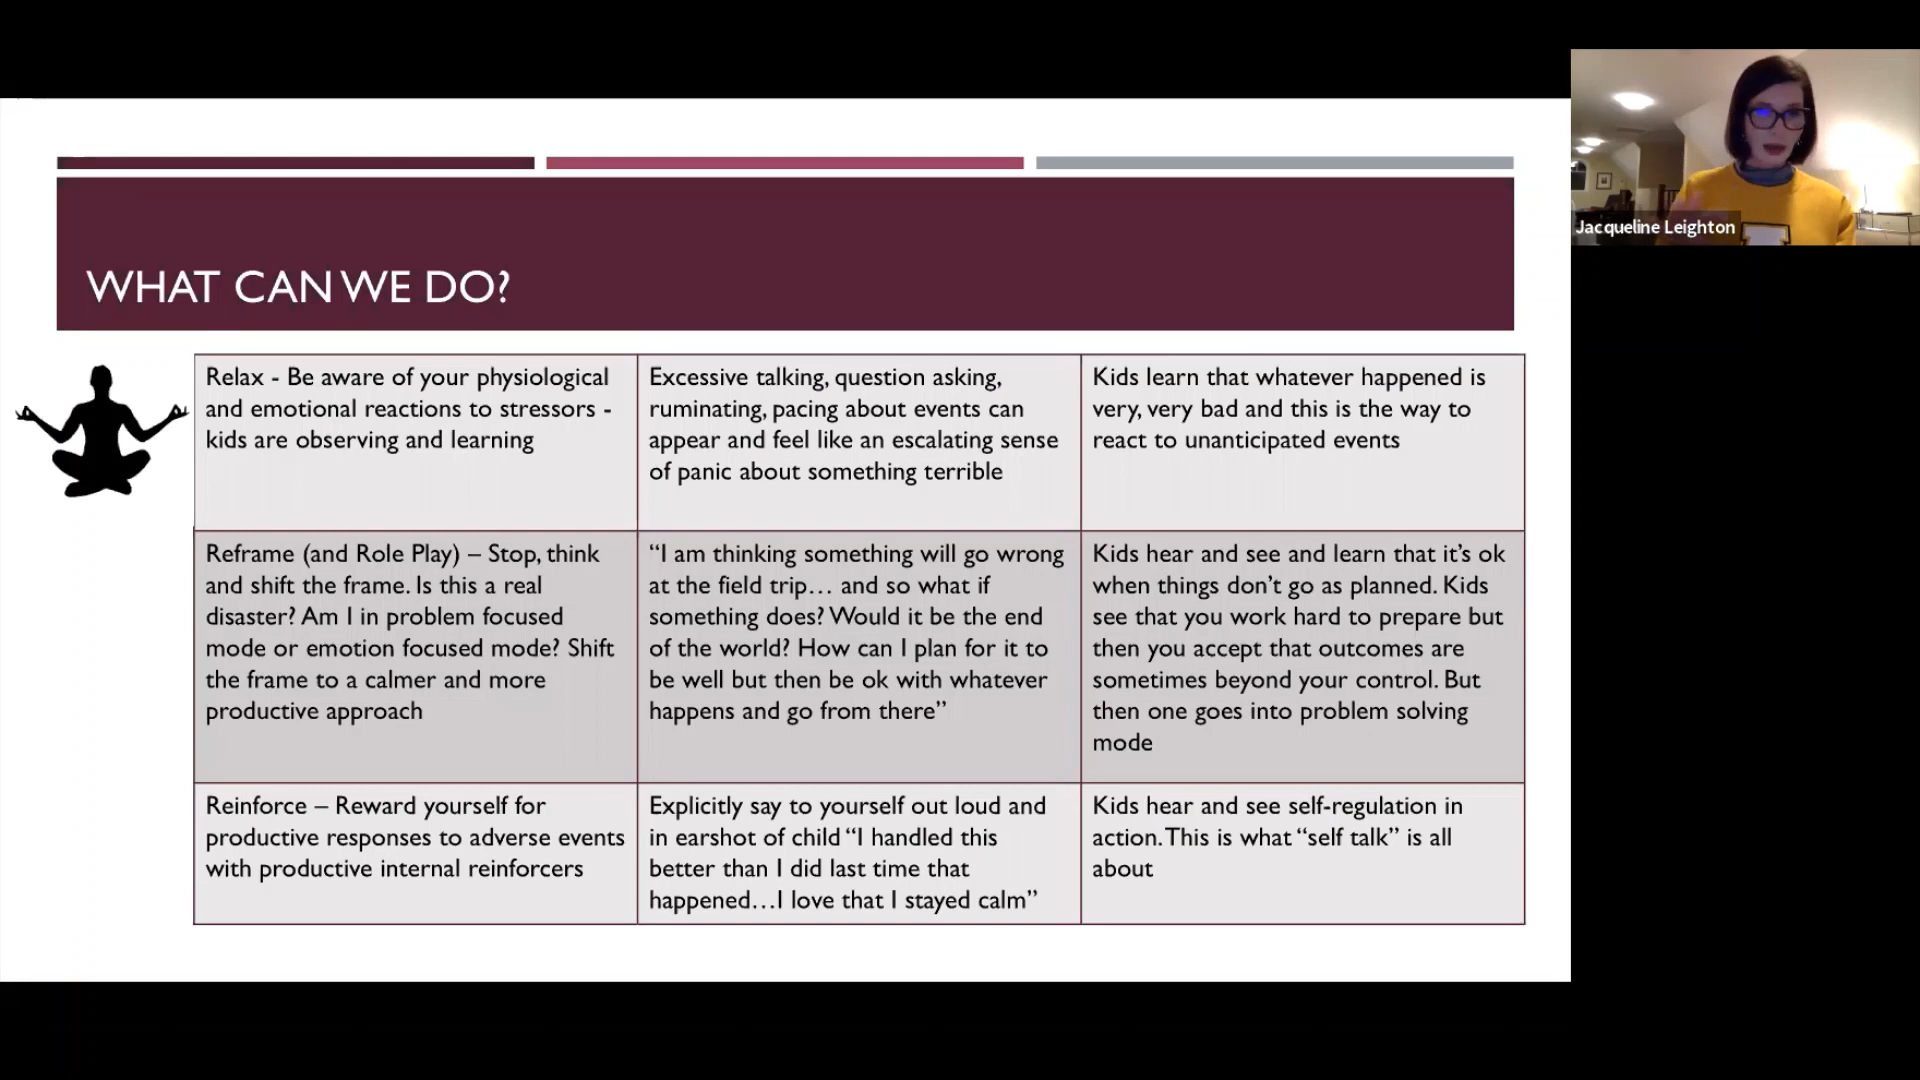 WHAT CAN WE DO?
Relax - Be aware of your physiological
and emotional reactions to stressors -
kids are observing and learning
Excessive talking, question asking,
ruminating, pacing about events can
appear and feel like an escalating sense
of panic about something terrible
Kids learn that whatever happened is
very, very bad and this is the way to
react to unanticipated events
Reframe (and Role Play) – Stop, think
and shift the frame. Is this a real
disaster? Am I in problem focused
mode or emotion focused mode? Shift
the frame to a calmer and more
productive approach
“I am thinking something will go wrong
at the field trip… and so what if
something does? Would it be the end
of the world? How can I plan for it to
be well but then be ok with whatever
happens and go from there”
Kids hear and see and learn that it’s ok
when things don’t go as planned. Kids
see that you work hard to prepare but
then you accept that outcomes are
sometimes beyond your control. But
then one goes into problem solving
mode
Reinforce – Reward yourself for
productive responses to adverse events
with productive internal reinforcers
Explicitly say to yourself out loud and
in earshot of child “I handled this
better than I did last time that
happened…I love that I stayed calm”
Kids hear and see self-regulation in
action. This is what “self talk” is all
about
Jacqueline Leighton